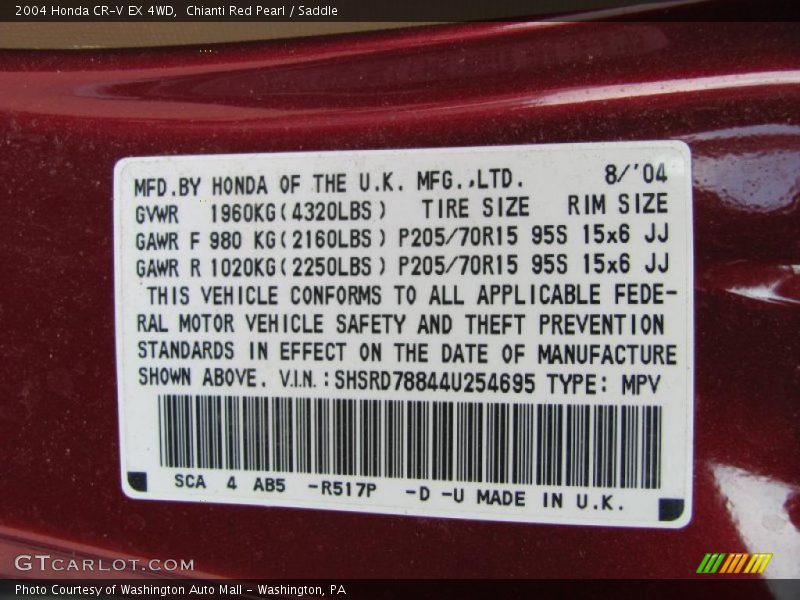 2004 Honda CR-V EX 4WD,  Chianti Red Pearl / Saddle
MFD.BY HONDA OF THE U.K. MFG.,LTD. 8/'04
GVWR 1960KG(4320LBS) TIRE SIZE RIM SIZE
GAWR F 980 KG(2160LBS) P205/70R15 95S 15x6 JJ
GAWR R 1020KG(2250LBS) P205/70R15 95S 15x6 JJ
THIS VEHICLE CONFORMS TO ALL APPLICABLE FEDE-
RAL MOTOR VEHICLE SAFETY AND THEFT PREVENTION
STANDARDS IN EFFECT ON THE DATE OF MANUFACTURE
SHOWN ABOVE. V.I.N.:SHSRD78844U254695 TYPE: MPV
SCA 4 AB5 -R517P -D -U MADE IN U.K.
GTCARLOT.COM
Photo Courtesy of Washington Auto Mall - Washington, PA